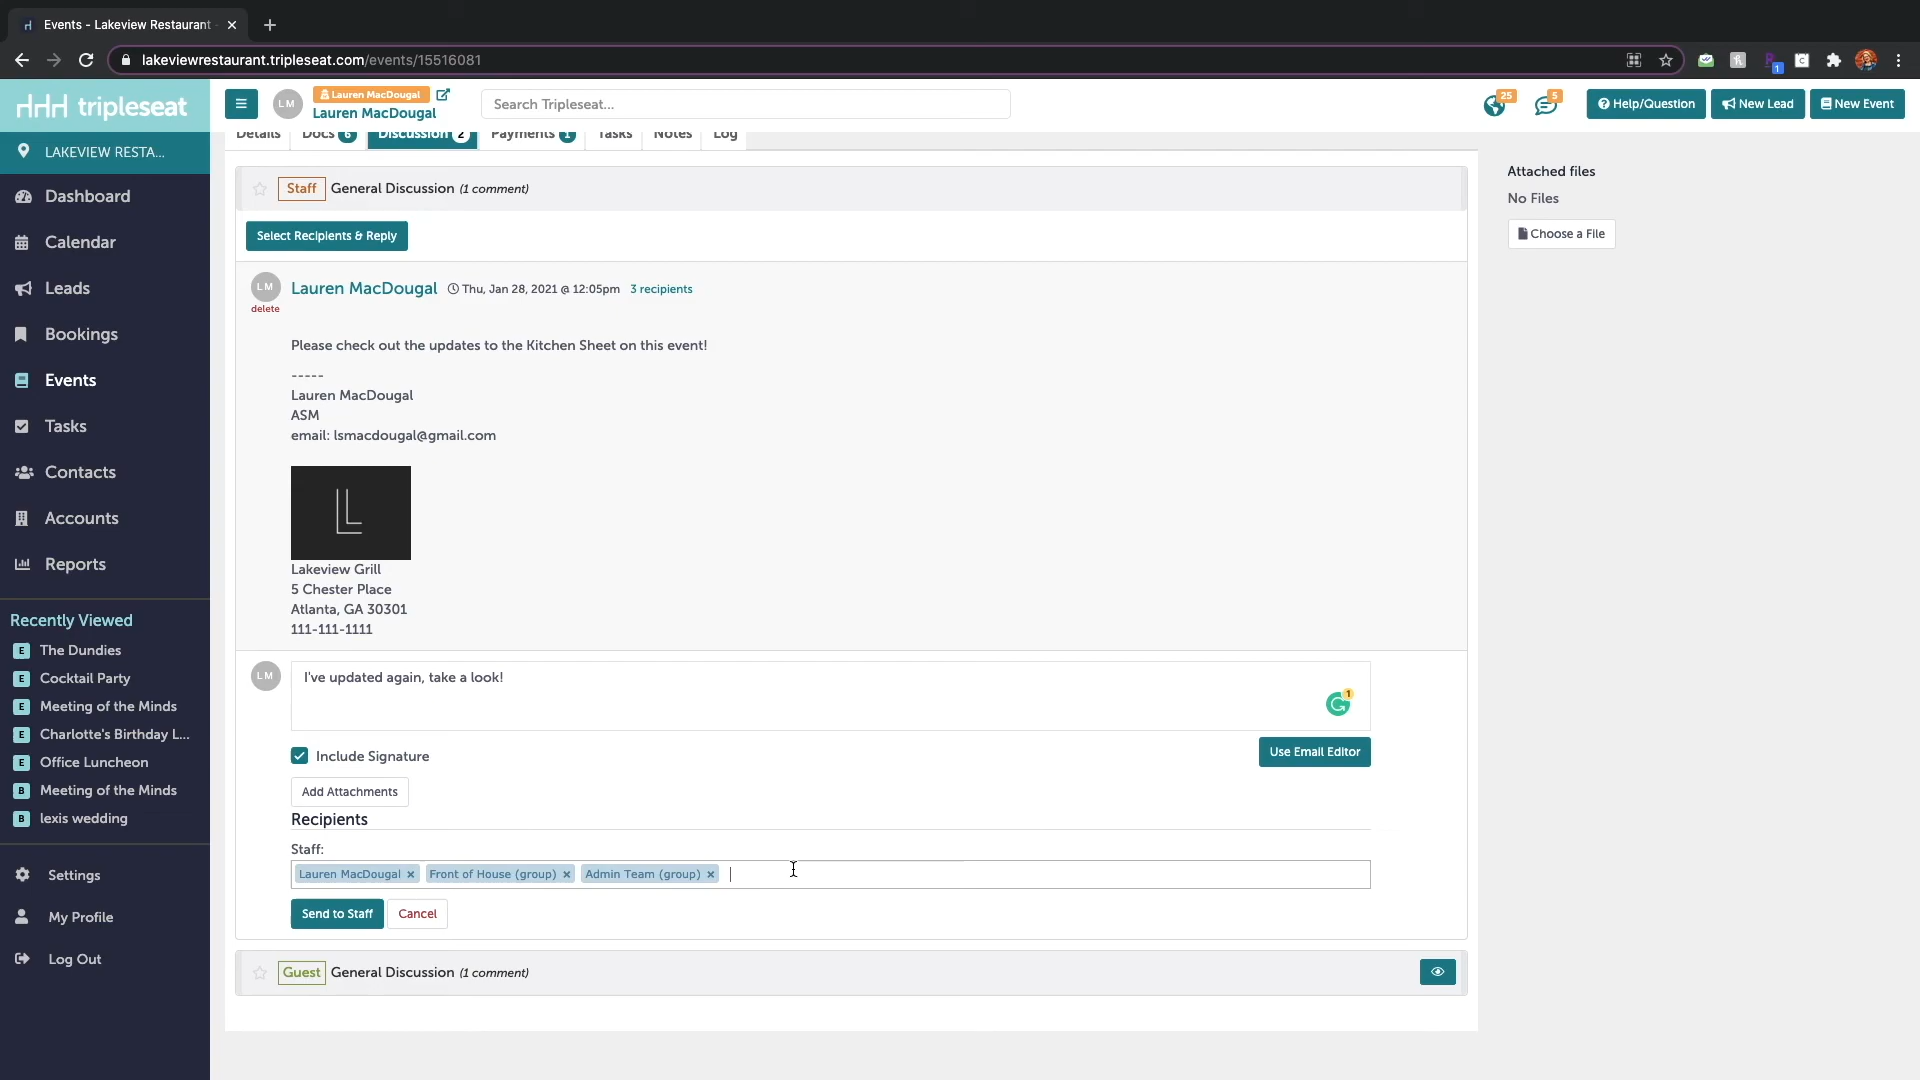 Events - Lakeview Restaurant -
lakeviewrestaurant.tripleseat.com/events/15516081
1
tripleseat
LM
Lauren MacDougal
Lauren MacDougal
Search Tripleseat...
25
5
Help/Question
New Lead
New Event
LAKEVIEW RESTA...
Dashboard
Calendar
Leads
Bookings
Events
Tasks
Contacts
Accounts
Reports
Recently Viewed
E The Dundies
E Cocktail Party
E Meeting of the Minds
E Charlotte's Birthday L...
E Office Luncheon
B Meeting of the Minds
B lexis wedding
Settings
My Profile
Log Out
Details Docs 6 Discussion 2 Payments 1 Tasks Notes Log
Staff General Discussion (1 comment)
Select Recipients & Reply
LM
delete
Lauren MacDougal Thu, Jan 28, 2021 @ 12:05pm 3 recipients
Please check out the updates to the Kitchen Sheet on this event!
-----
Lauren MacDougal
ASM
email: lsmacdougal@gmail.com
L
Lakeview Grill
5 Chester Place
Atlanta, GA 30301
111-111-1111
LM
I've updated again, take a look!
1
Include Signature
Use Email Editor
Add Attachments
Recipients
Staff:
Lauren MacDougal × Front of House (group) × Admin Team (group) ×
Send to Staff Cancel
Guest General Discussion (1 comment)
Attached files
No Files
Choose a File